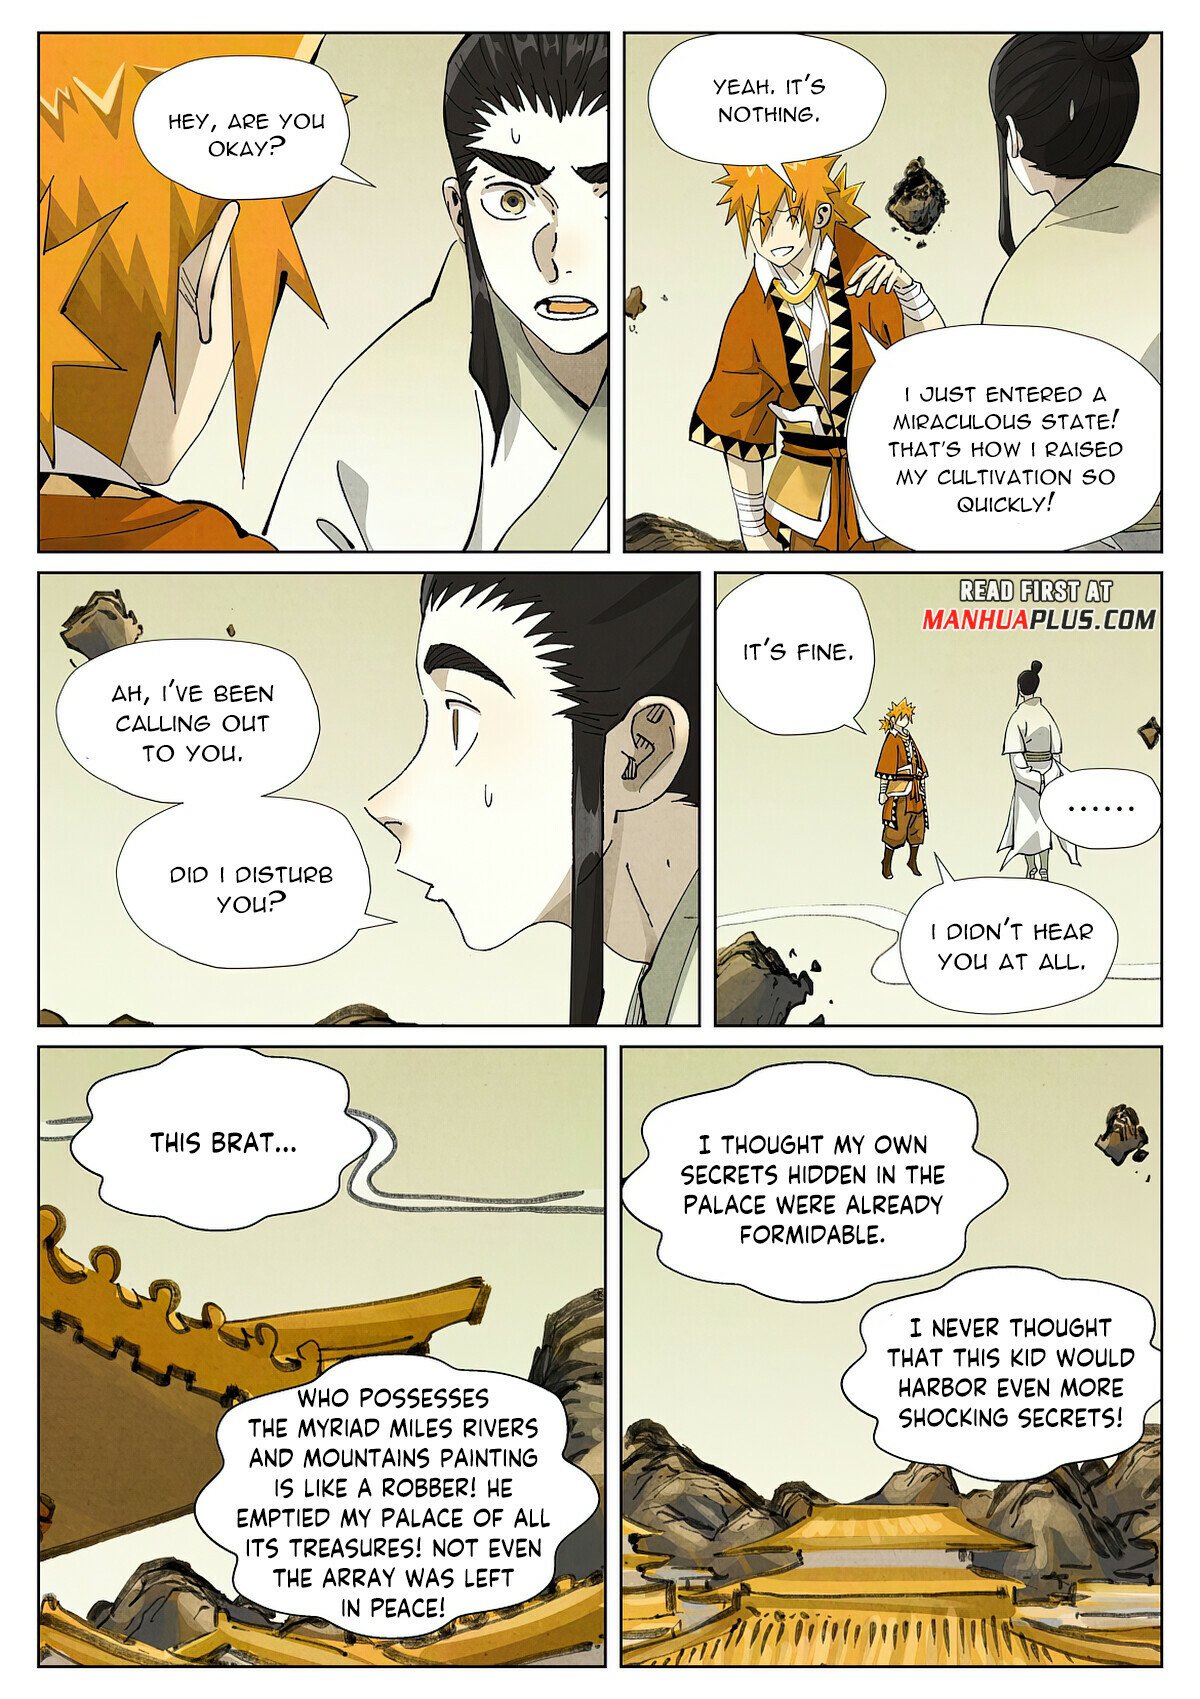 HEY, ARE YOU
OKAY?
YEAH. IT'S
NOTHING.
I JUST ENTERED A
MIRACULOUS STATE!
THAT'S HOW I RAISED
MY CULTIVATION SO
QUICKLY!
AH, I'VE BEEN
CALLING OUT
TO YOU.
DID I DISTURB
YOU?
READ FIRST AT
MANHUAPLUS.COM
IT'S FINE.
......
I DIDN'T HEAR
YOU AT ALL.
THIS BRAT...
WHO POSSESSES
THE MYRIAD MILES RIVERS
AND MOUNTAINS PAINTING
IS LIKE A ROBBER! HE
EMPTIED MY PALACE OF ALL
ITS TREASURES! NOT EVEN
THE ARRAY WAS LEFT
IN PEACE!
I THOUGHT MY OWN
SECRETS HIDDEN IN THE
PALACE WERE ALREADY
FORMIDABLE.
I NEVER THOUGHT
THAT THIS KID WOULD
HARBOR EVEN MORE
SHOCKING SECRETS!